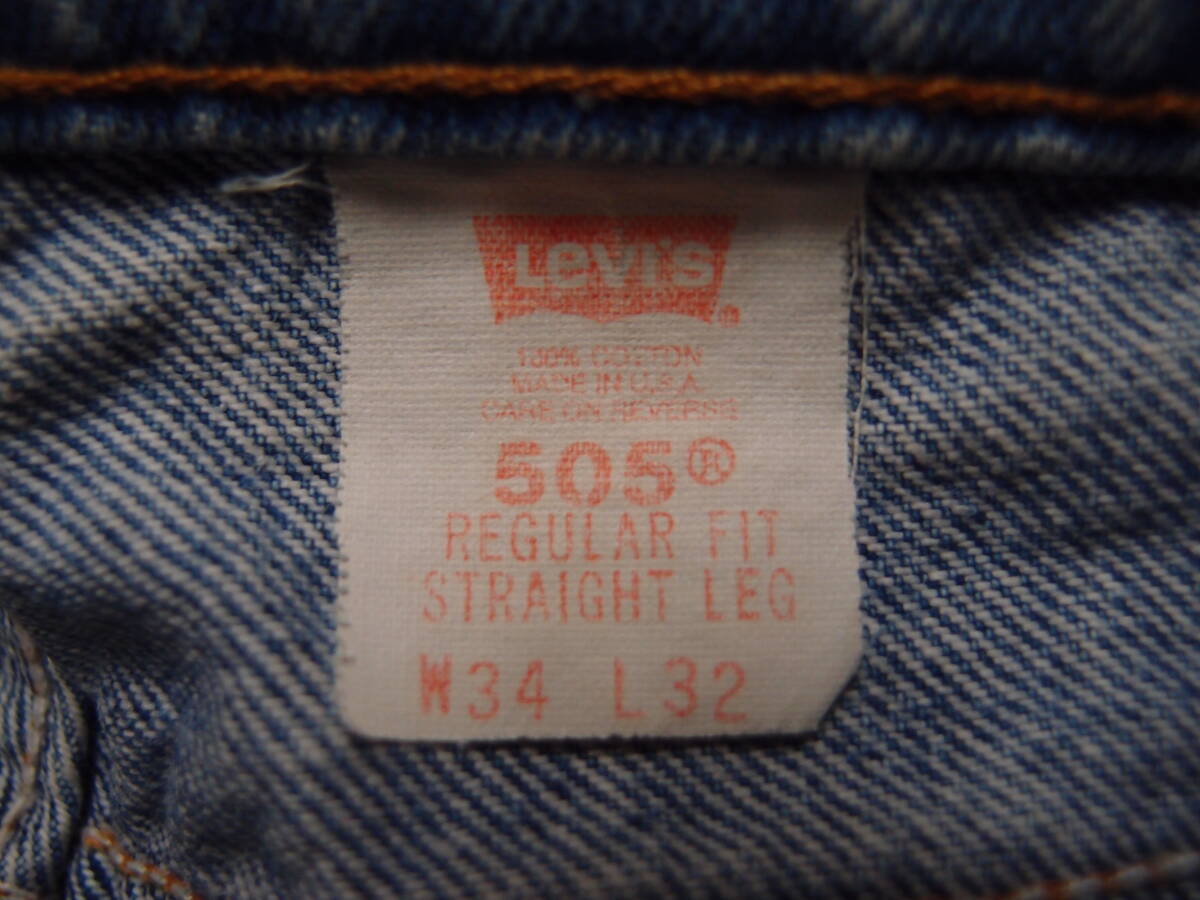 Levi's®
100% COTTON
MADE IN U.S.A.
CARE ON REVERSE
505®
REGULAR FIT
STRAIGHT LEG
W34 L32